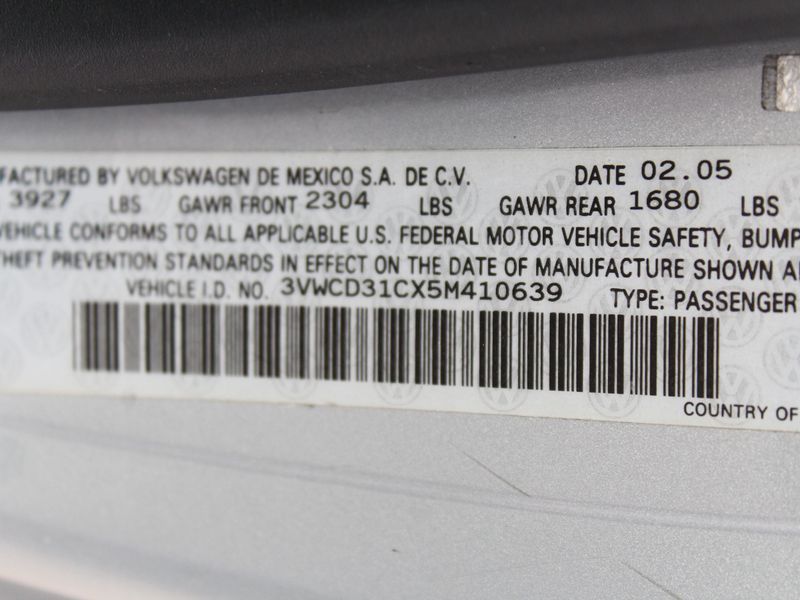 FACTURED BY VOLKSWAGEN DE MEXICO S.A. DE C.V. DATE 02.05
3927 LBS GAWR FRONT 2304 LBS GAWR REAR 1680 LBS
VEHICLE CONFORMS TO ALL APPLICABLE U.S. FEDERAL MOTOR VEHICLE SAFETY, BUMP
THEFT PREVENTION STANDARDS IN EFFECT ON THE DATE OF MANUFACTURE SHOWN A
VEHICLE I.D. NO. 3VWCD31CX5M410639 TYPE: PASSENGER
COUNTRY OF